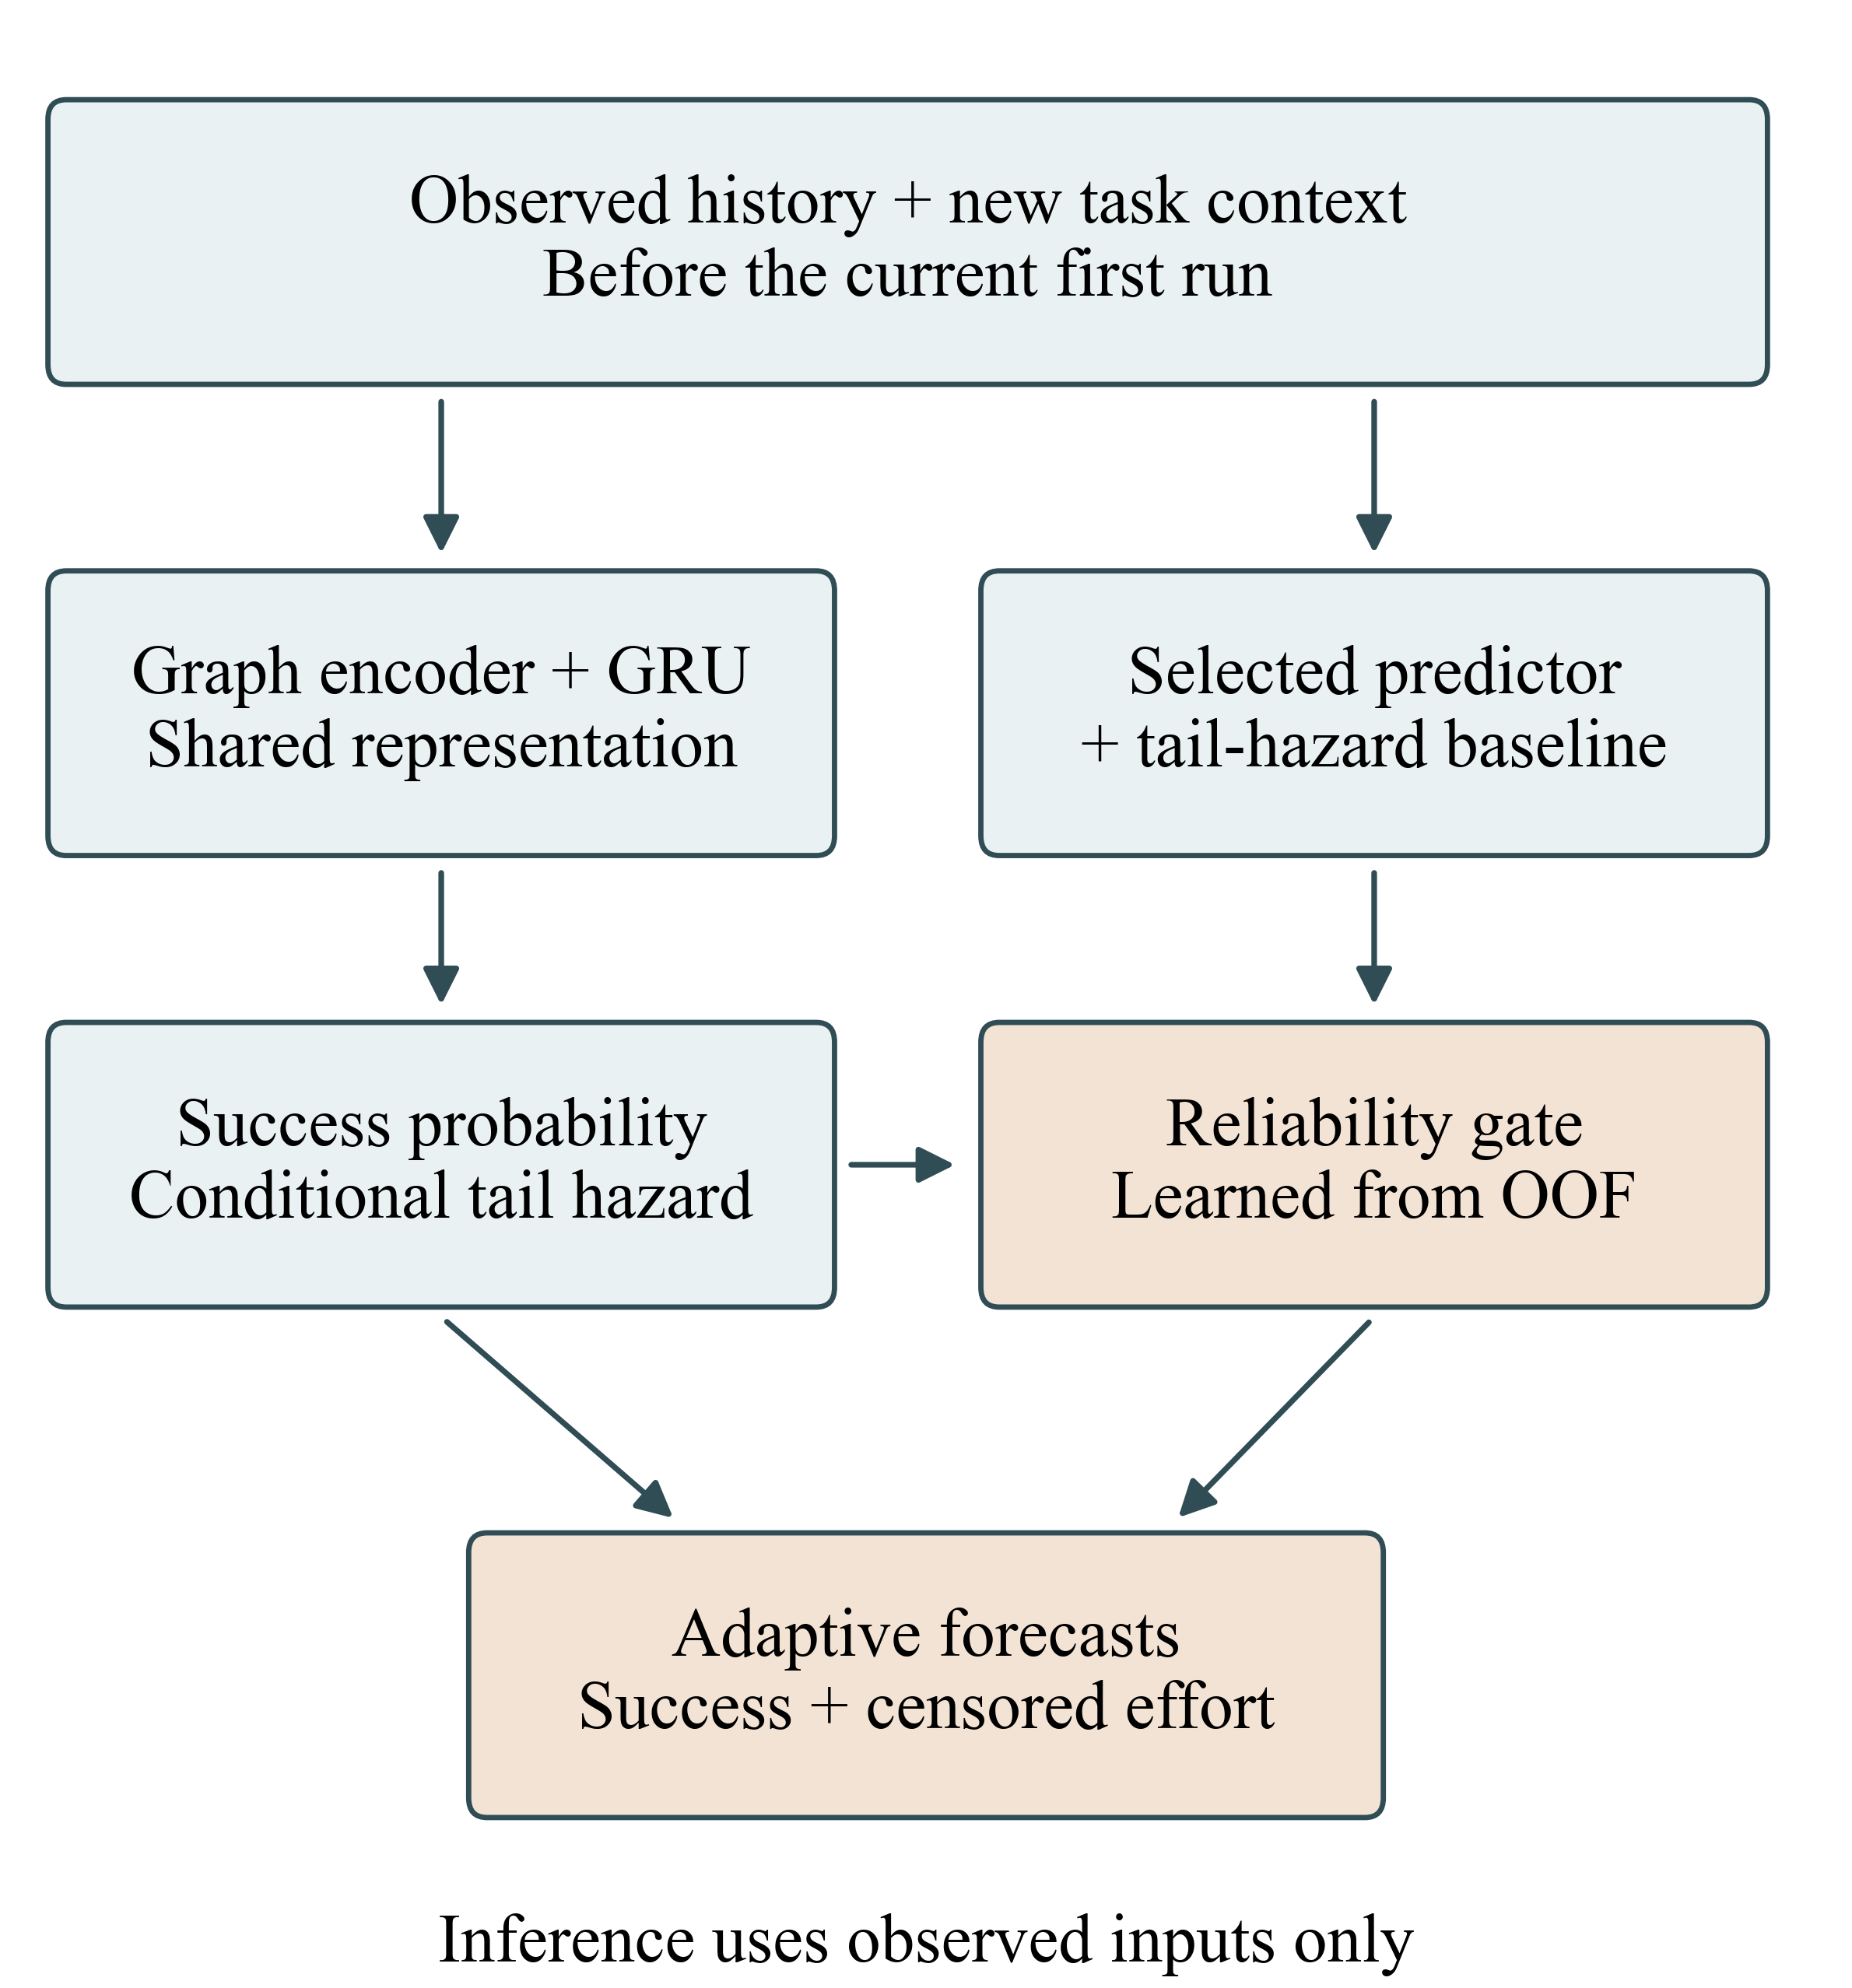 Observed history + new task context
Before the current first run
Graph encoder + GRU
Shared representation
Selected predictor
+ tail-hazard baseline
Success probability
Conditional tail hazard
Reliability gate
Learned from OOF
Adaptive forecasts
Success + censored effort
Inference uses observed inputs only